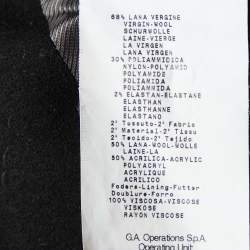 68% LANA VERGINE
VIRGIN-WOOL
SCHURWOLLE
LAINE-VIERGE
LA VIRGEN
LANA VIRGEN
30% POLIAMMIDICA
NYLON-POLYAMID
POLYAMIDE
POLIAMIDA
POLIAMMIDA
2% ELASTAN-ELASTANE
ELASTHAN
ELASTHANNE
ELASTANO
2° Tessuto-2° Fabric
2° Material-2° Tissu
2° Tecido-2° Tejido
50% LANA-WOOL-WOLLE
LAINE-LA
50% ACRILICA-ACRYLIC
POLYACRYL
ACRYLIQUE
ACRILICO
Fodera-Lining-Futter
Doublure-Forro
100% VISCOSA-VISCOSE
VISKOSE
RAYON VISCOSE
G.A. Operations S.p.A.
Operating Unit